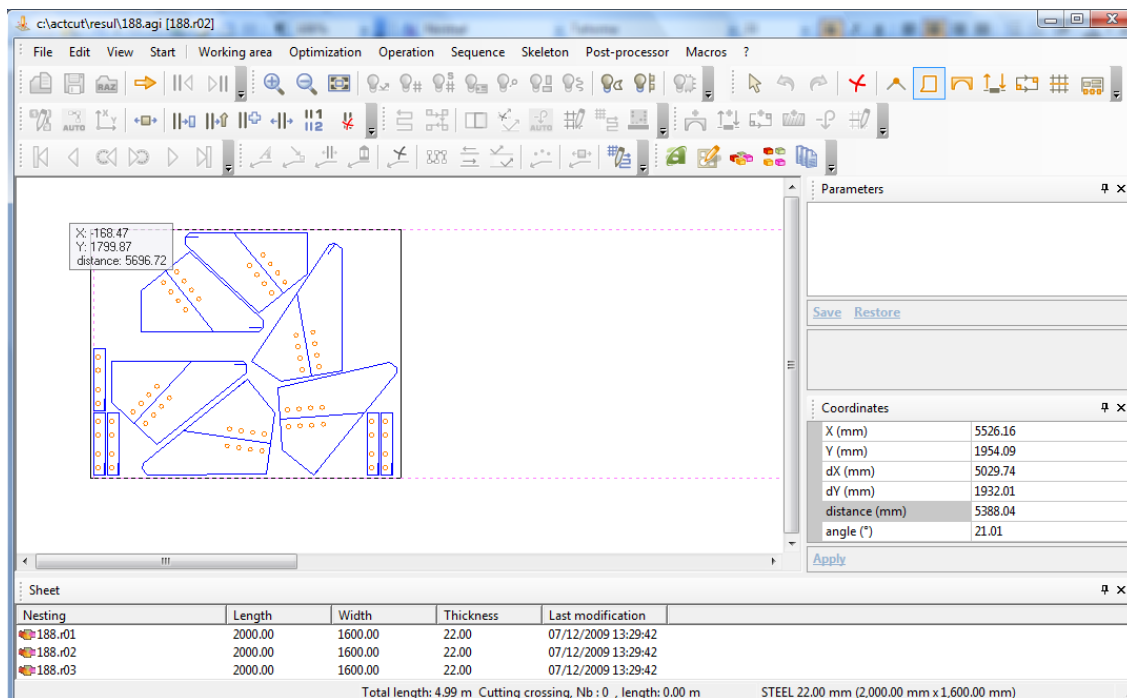 c:\actcut\resul\188.agi [188.r02]
File Edit View Start Working area Optimization Operation Sequence Skeleton Post-processor Macros ?
RAZ
AUTO AUTO
X: -168.47
Y: 1799.87
distance: 5696.72
Parameters
Save Restore
Coordinates
X (mm) 5526.16
Y (mm) 1954.09
dX (mm) 5029.74
dY (mm) 1932.01
distance (mm) 5388.04
angle (°) 21.01
Apply
Sheet
Nesting Length Width Thickness Last modification
188.r01 2000.00 1600.00 22.00 07/12/2009 13:29:42
188.r02 2000.00 1600.00 22.00 07/12/2009 13:29:42
188.r03 2000.00 1600.00 22.00 07/12/2009 13:29:42
Total length: 4.99 m Cutting crossing, Nb : 0 , length: 0.00 m STEEL 22.00 mm (2,000.00 mm x 1,600.00 mm)